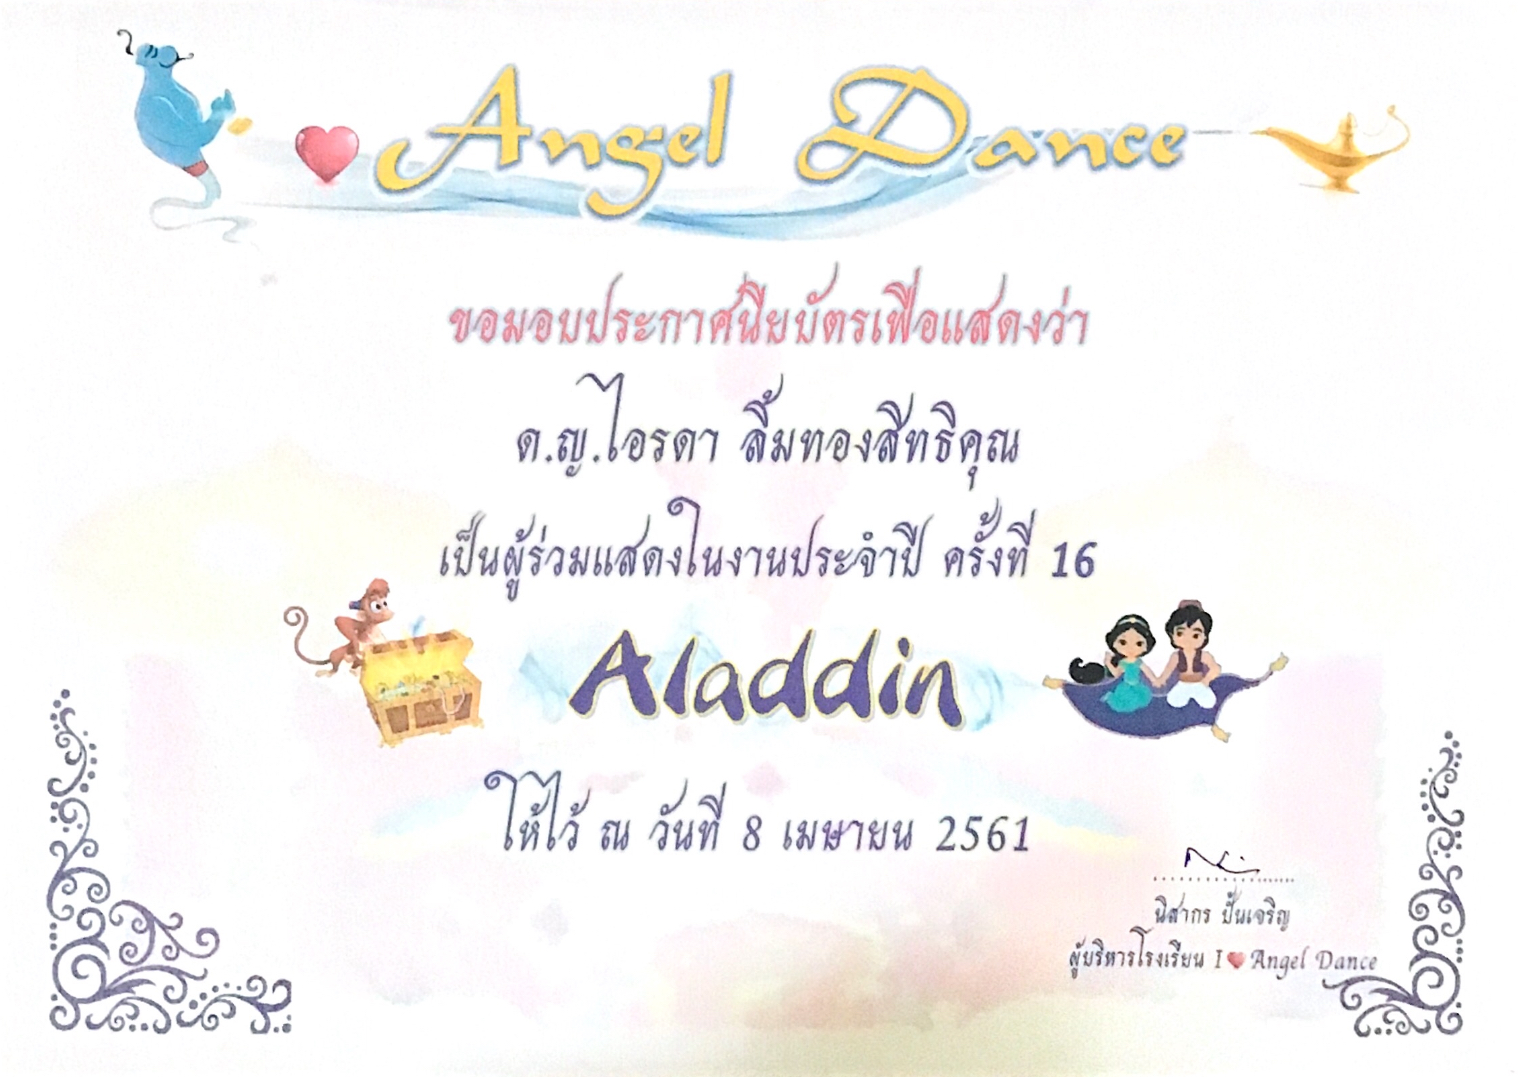 ❤ Angel Dance
ขอมอบประกาศนียบัตรเพื่อแสดงว่า
ด.ญ.ไอรดา ลิ้มทองสิทธิคุณ
เป็นผู้ร่วมแสดงในงานประจำปี ครั้งที่ 16
Aladdin
ให้ไว้ ณ วันที่ 8 เมษายน 2561
นิสากร ปั้นเจริญ
ผู้บริหารโรงเรียน I ❤ Angel Dance